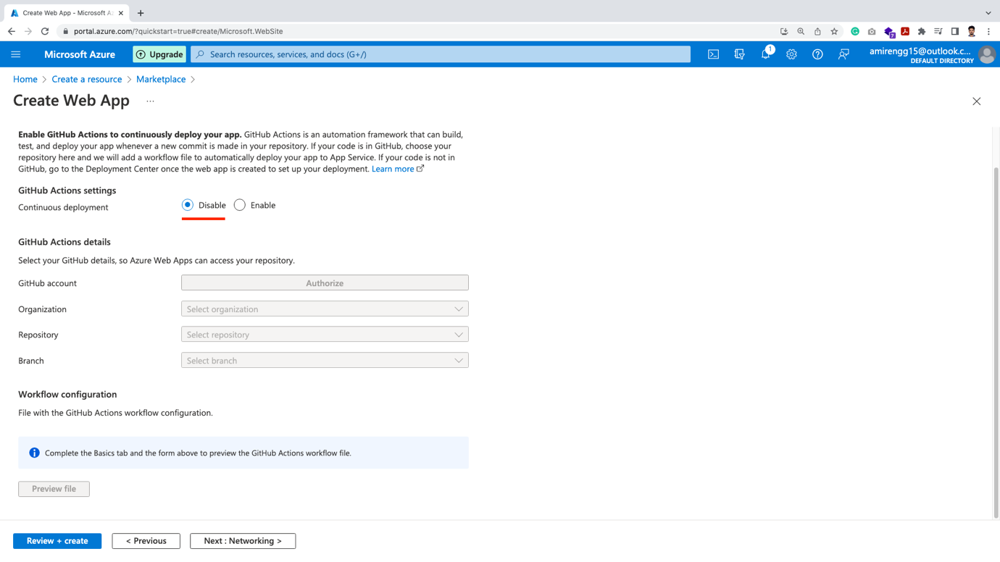 Create Web App - Microsoft Az
portal.azure.com/?quickstart=true#create/Microsoft.WebSite
7
Microsoft Azure
Upgrade
Search resources, services, and docs (G+/)
1
amirengg15@outlook.c...
DEFAULT DIRECTORY
Home > Create a resource > Marketplace >
Create Web App ...
Enable GitHub Actions to continuously deploy your app. GitHub Actions is an automation framework that can build,
test, and deploy your app whenever a new commit is made in your repository. If your code is in GitHub, choose your
repository here and we will add a workflow file to automatically deploy your app to App Service. If your code is not in
GitHub, go to the Deployment Center once the web app is created to set up your deployment. Learn more
GitHub Actions settings
Continuous deployment
Disable
Enable
GitHub Actions details
Select your GitHub details, so Azure Web Apps can access your repository.
GitHub account
Authorize
Organization
Select organization
Repository
Select repository
Branch
Select branch
Workflow configuration
File with the GitHub Actions workflow configuration.
Complete the Basics tab and the form above to preview the GitHub Actions workflow file.
Preview file
Review + create
< Previous
Next : Networking >